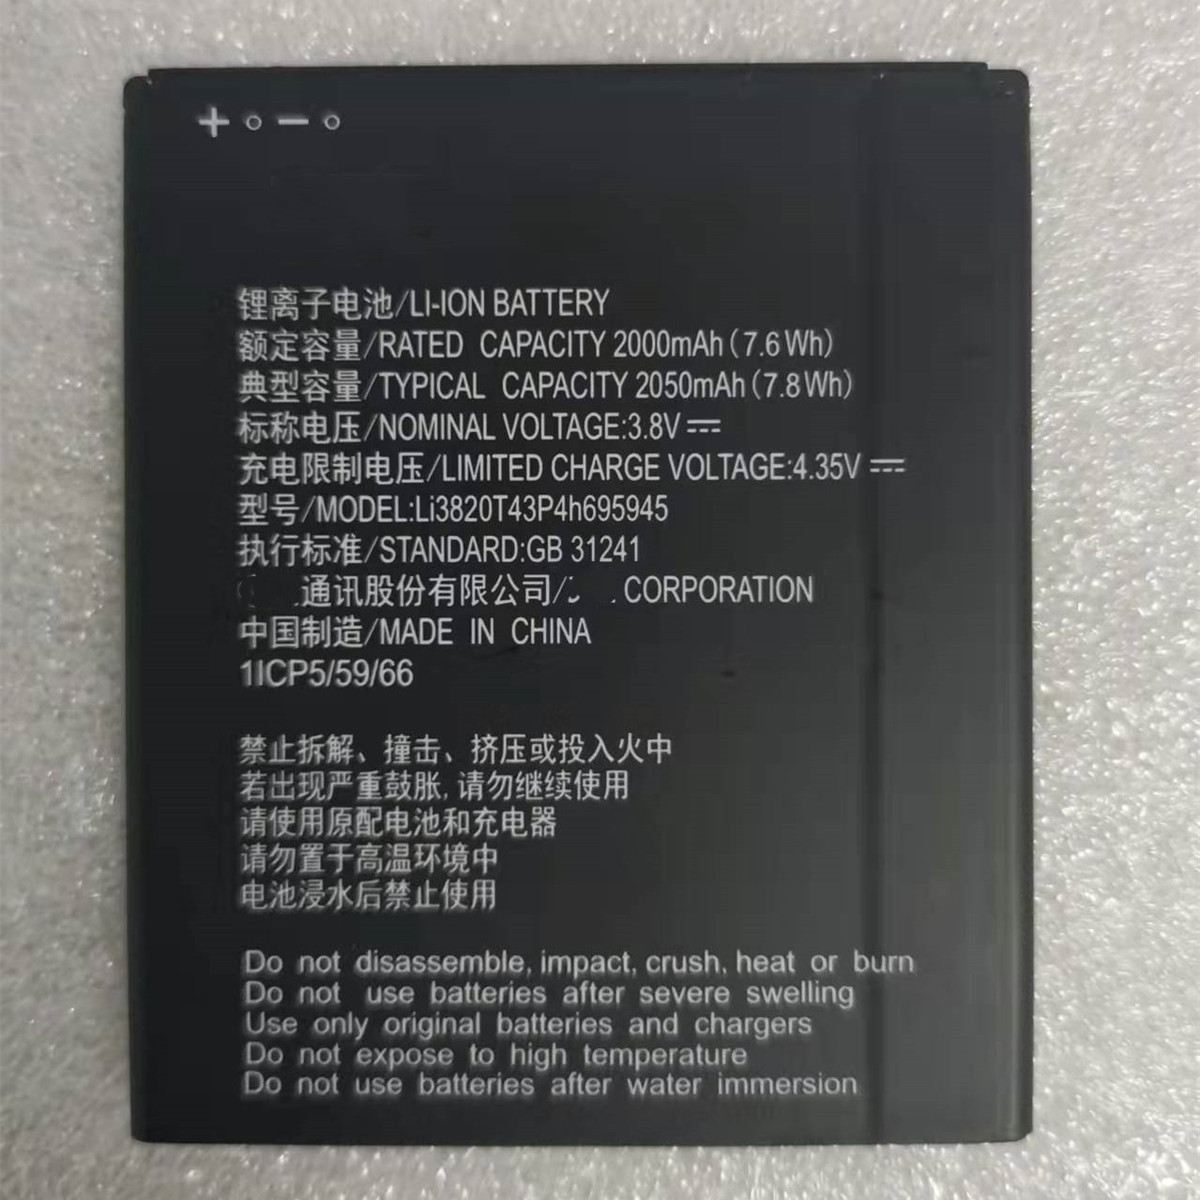 + o − o
锂离子电池/LI-ION BATTERY
额定容量/RATED CAPACITY 2000mAh (7.6 Wh)
典型容量/TYPICAL CAPACITY 2050mAh (7.8 Wh)
标称电压/NOMINAL VOLTAGE:3.8V ⎓
充电限制电压/LIMITED CHARGE VOLTAGE:4.35V ⎓
型号/MODEL:Li3820T43P4h695945
执行标准/STANDARD:GB 31241
通讯股份有限公司/ CORPORATION
中国制造/MADE IN CHINA
1ICP5/59/66
禁止拆解、撞击、挤压或投入火中
若出现严重鼓胀,请勿继续使用
请使用原配电池和充电器
请勿置于高温环境中
电池浸水后禁止使用
Do not disassemble, impact, crush, heat or burn
Do not use batteries after severe swelling
Use only original batteries and chargers
Do not expose to high temperature
Do not use batteries after water immersion